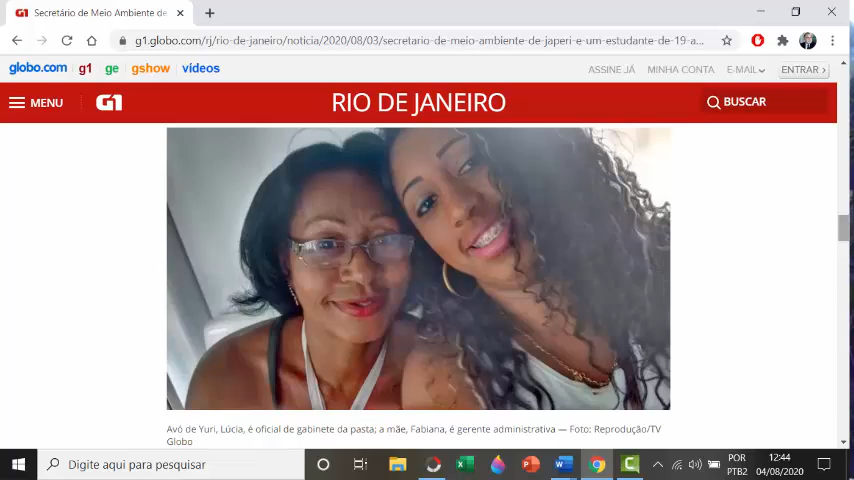 Secretário de Meio Ambiente de
g1.globo.com/rj/rio-de-janeiro/noticia/2020/08/03/secretario-de-meio-ambiente-de-japeri-e-um-estudante-de-19-a...
globo.com g1 ge gshow vídeos ASSINE JÁ MINHA CONTA E-MAIL ENTRAR
MENU G1 RIO DE JANEIRO BUSCAR
Avó de Yuri, Lúcia, é oficial de gabinete da pasta; a mãe, Fabiana, é gerente administrativa — Foto: Reprodução/TV
Globo
Digite aqui para pesquisar
POR 12:44
PTB2 04/08/2020